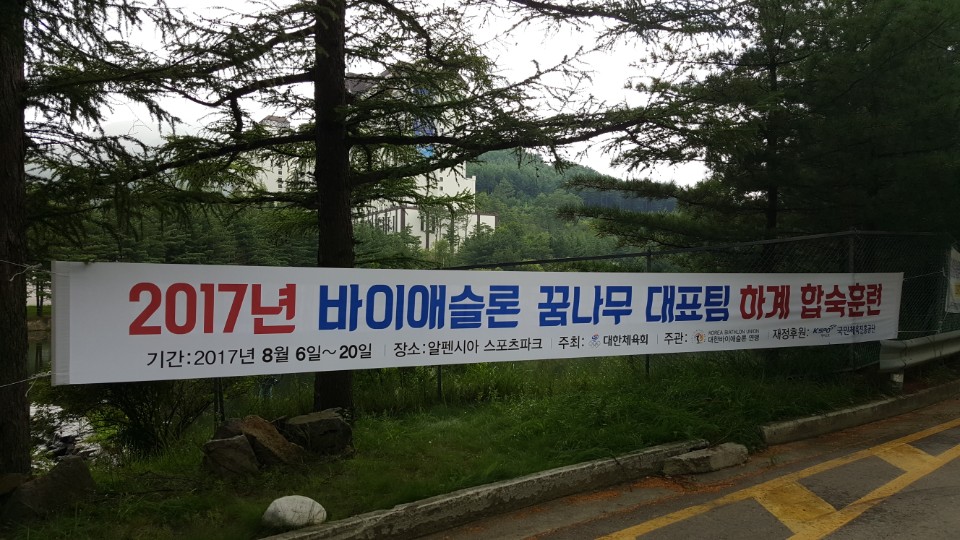 2017년 바이애슬론 꿈나무 대표팀 하계 합숙훈련
기간 : 2017년 8월 6일~20일 | 장소 : 알펜시아 스포츠파크 | 주최 : 대한체육회 | 주관 : KOREA BIATHLON UNION 대한바이애슬론 연맹 재정후원 : KSPO 국민체육진흥공단